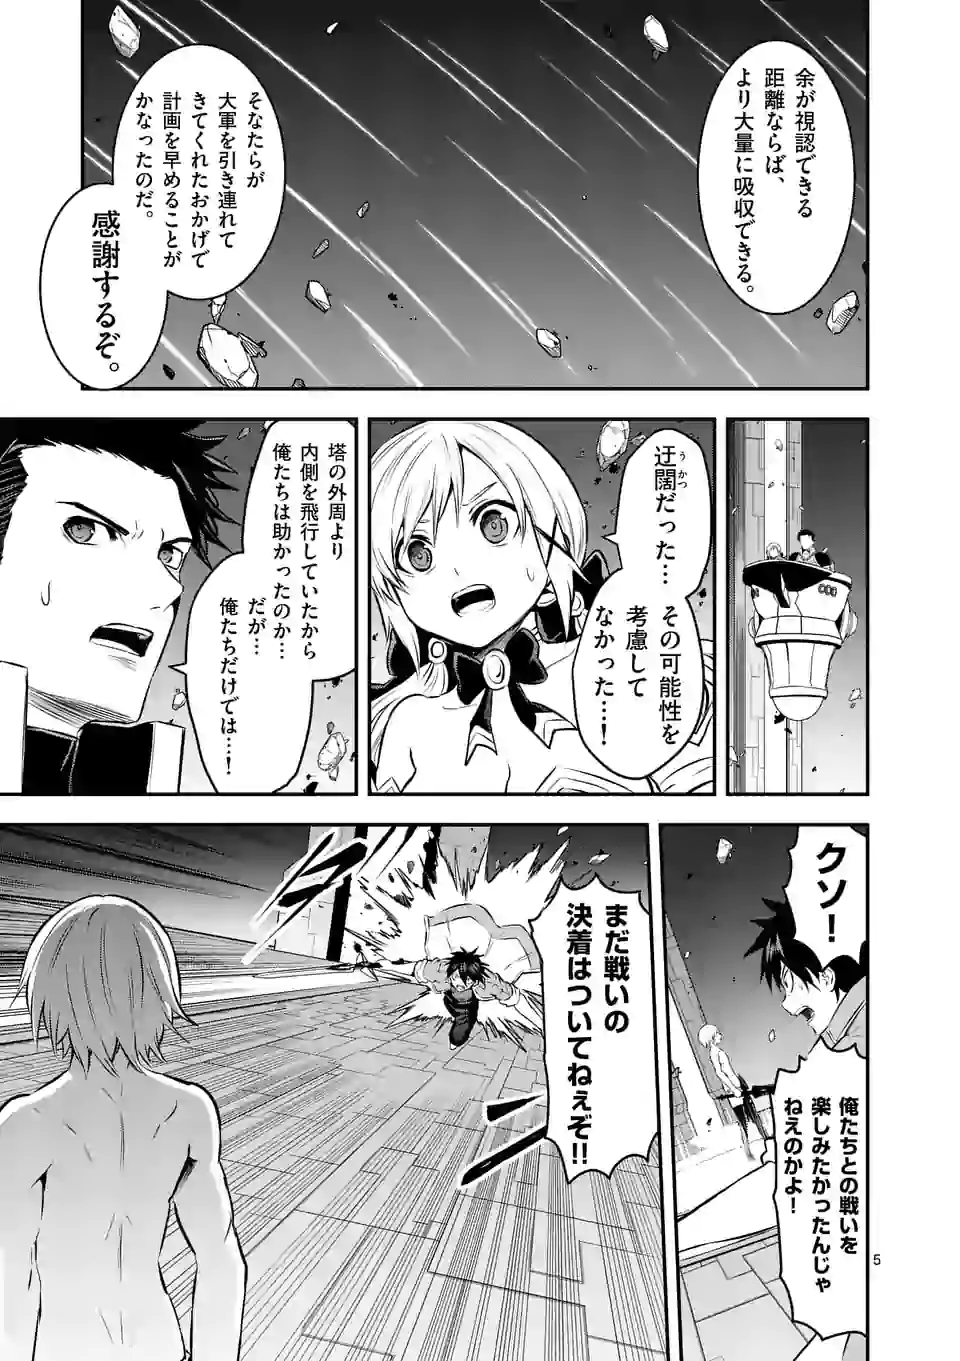 余が視認できる
距離ならば、
より大量に吸収できる。
そなたらが
大軍を引き連れて
きてくれたおかげで
計画を早めることが
かなったのだ。
感謝するぞ。
迂闊だった…
うかつ
その可能性を
考慮して
なかった…！
塔の外周より
内側を飛行していたから
俺たちは助かったのか…
だが…
俺たちだけでは…！
クソ！
俺たちとの戦いを
楽しみたかったんじゃ
ねえのかよ！
まだ戦いの
決着はついてねぇぞ!!
5